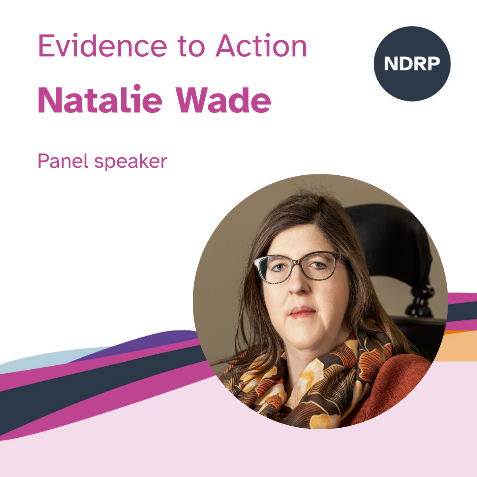 Evidence to Action
NDRP
Natalie Wade
Panel speaker